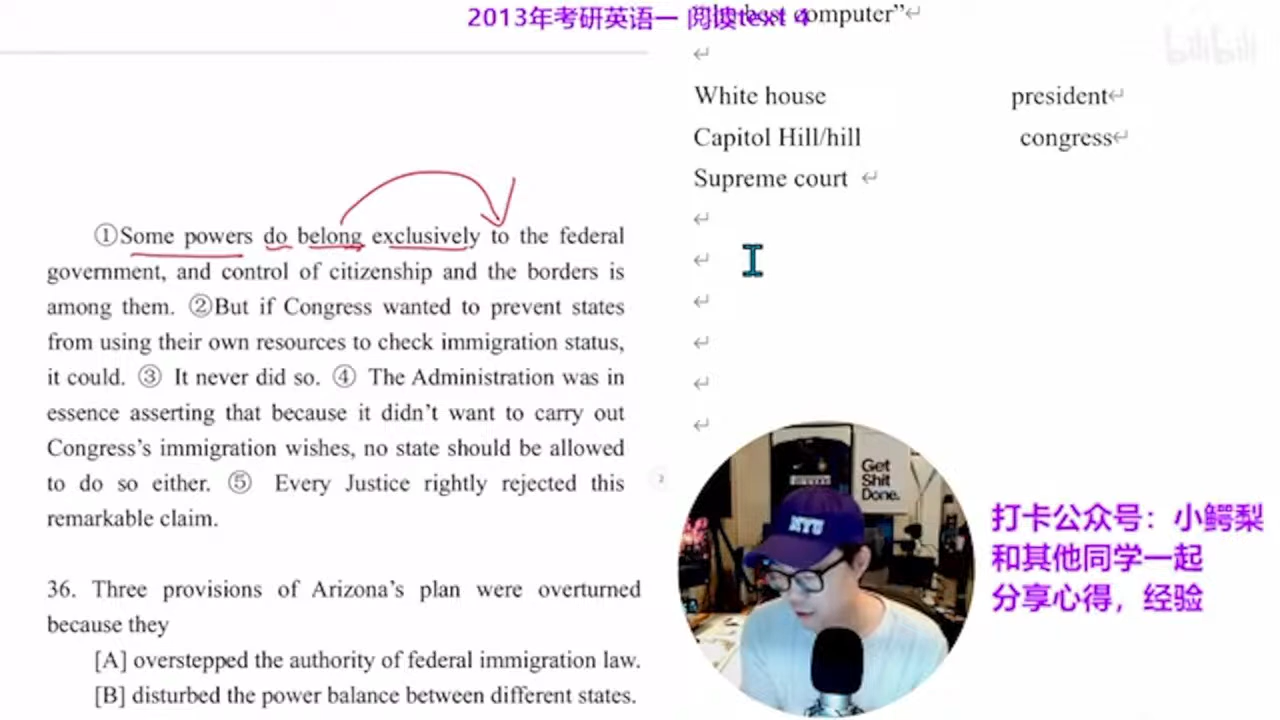 2013年考研英语一 阅读text 4
computer”
bilibili
White house president
Capitol Hill/hill congress
Supreme court
①Some powers do belong exclusively to the federal
government, and control of citizenship and the borders is
among them. ②But if Congress wanted to prevent states
from using their own resources to check immigration status,
it could. ③ It never did so. ④ The Administration was in
essence asserting that because it didn't want to carry out
Congress's immigration wishes, no state should be allowed
to do so either. ⑤ Every Justice rightly rejected this
remarkable claim.
36. Three provisions of Arizona's plan were overturned
because they
[A] overstepped the authority of federal immigration law.
[B] disturbed the power balance between different states.
Get
Shit
Done.
NYU
打卡公众号：小鳄梨
和其他同学一起
分享心得，经验